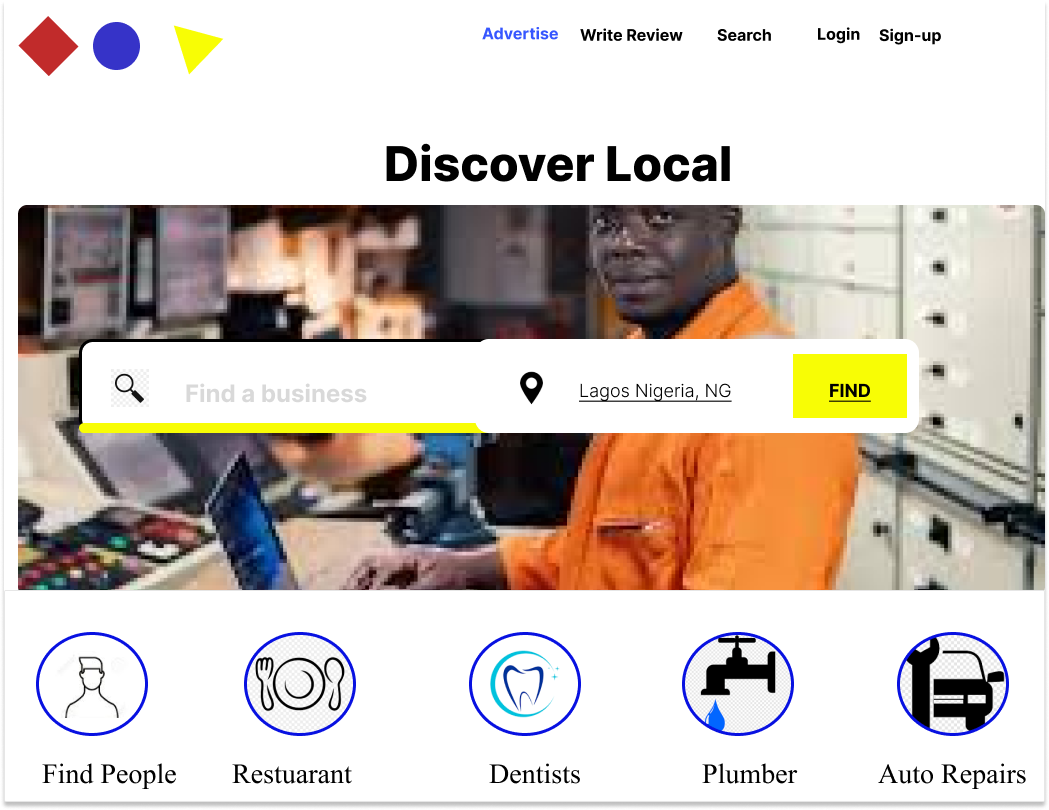 Advertise Write Review Search Login Sign-up
Discover Local
Find a business Lagos Nigeria, NG FIND
Find People Restuarant Dentists Plumber Auto Repairs